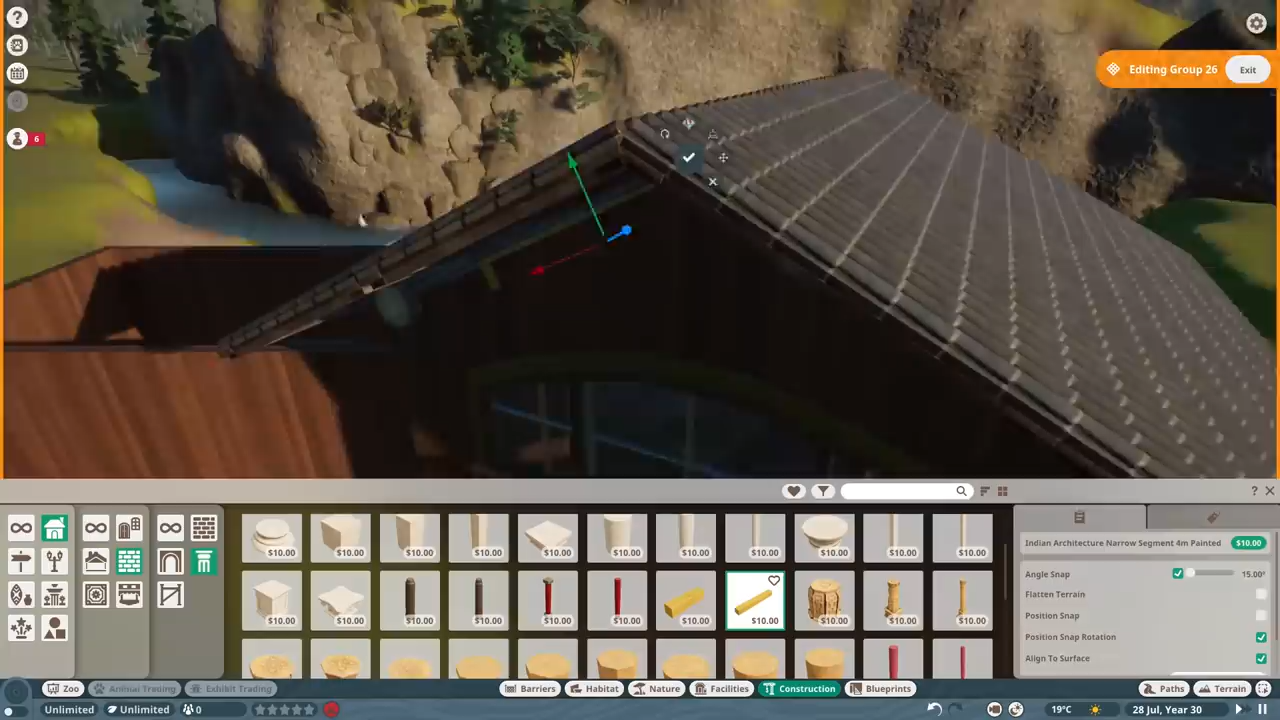 ?
Editing Group 26
Exit
6
?
$10.00 $10.00 $10.00 $10.00 $10.00 $10.00 $10.00 $10.00 $10.00 $10.00 $10.00
$10.00 $10.00 $10.00 $10.00 $10.00 $10.00 $10.00 $10.00 $10.00 $10.00 $10.00
Indian Architecture Narrow Segment 4m Painted $10.00
Angle Snap 15.00°
Flatten Terrain
Position Snap
Position Snap Rotation
Align To Surface
Zoo Animal Trading Exhibit Trading Barriers Habitat Nature Facilities Construction Blueprints Paths Terrain
Unlimited Unlimited 0 19°C 28 Jul, Year 30